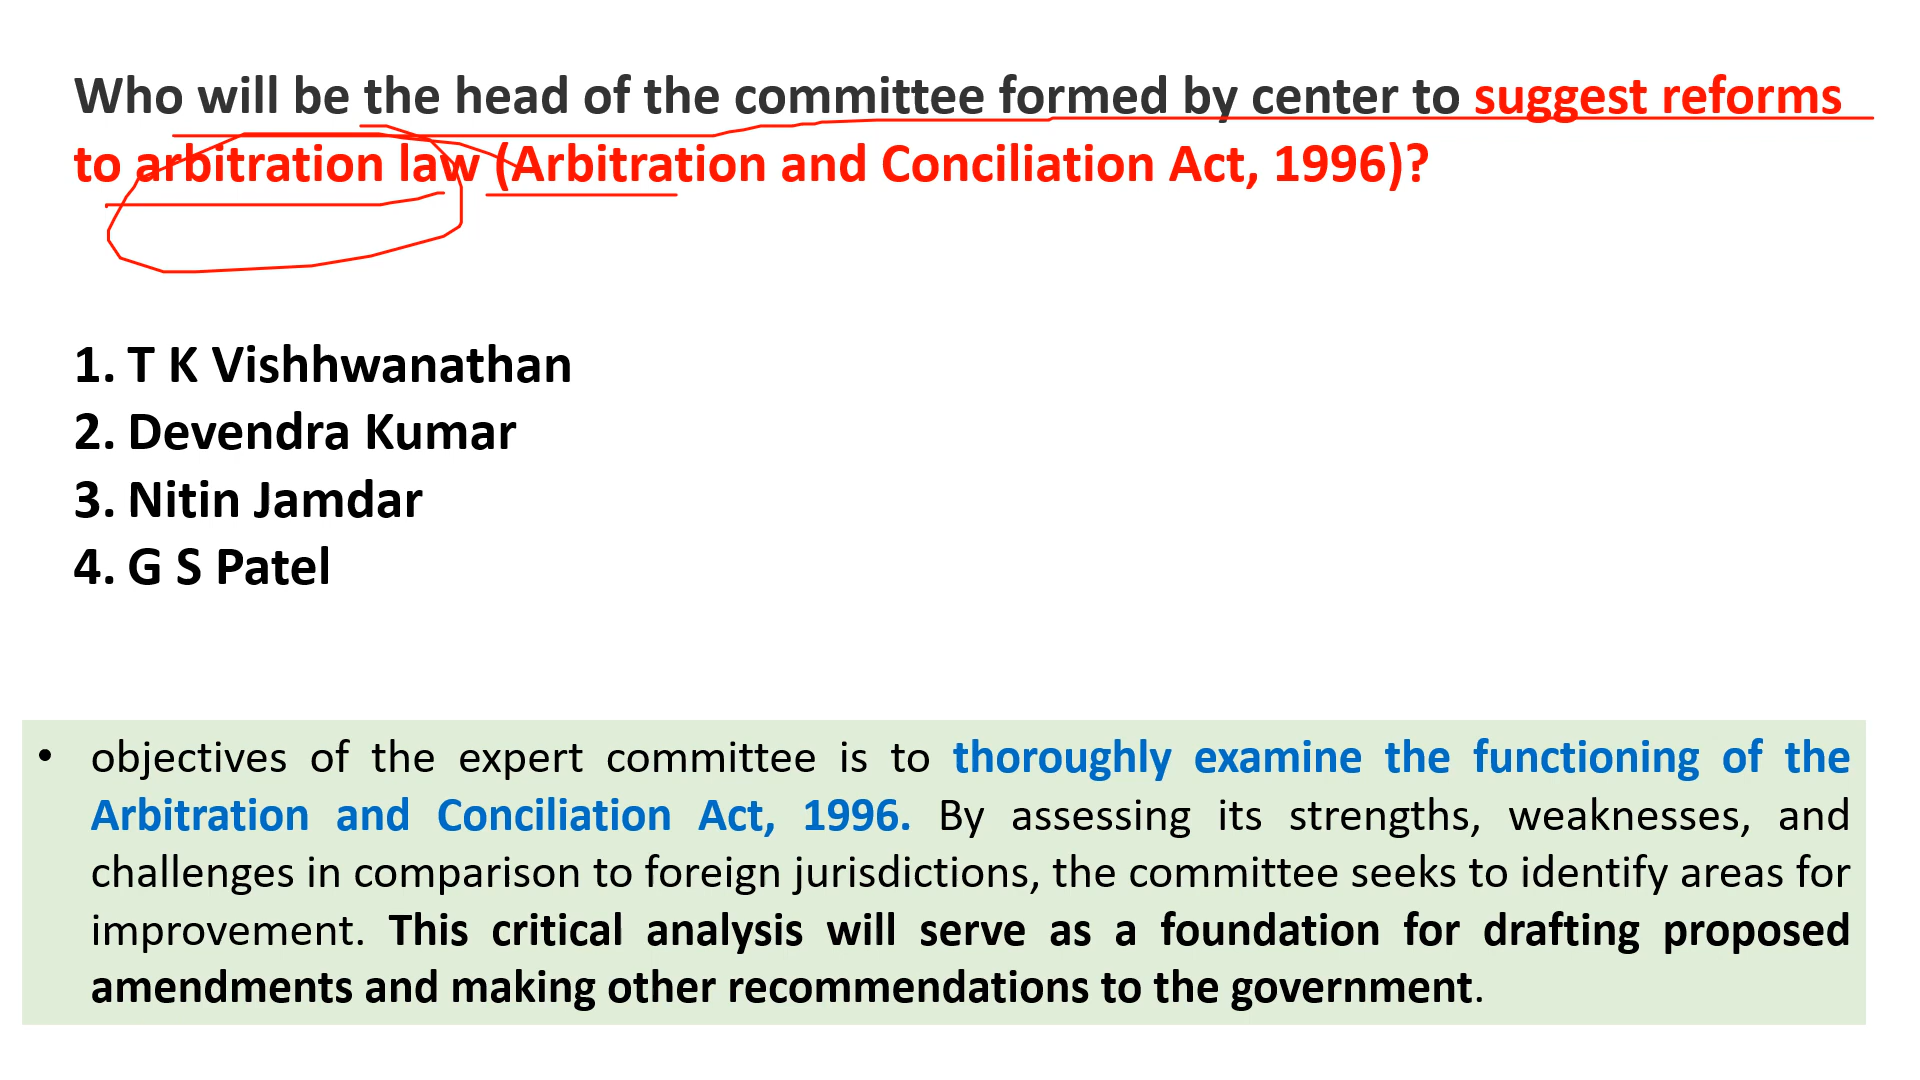 Who will be the head of the committee formed by center to suggest reforms
to arbitration law (Arbitration and Conciliation Act, 1996)?
1. T K Vishhwanathan
2. Devendra Kumar
3. Nitin Jamdar
4. G S Patel
• objectives of the expert committee is to thoroughly examine the functioning of the
Arbitration and Conciliation Act, 1996. By assessing its strengths, weaknesses, and
challenges in comparison to foreign jurisdictions, the committee seeks to identify areas for
improvement. This critical analysis will serve as a foundation for drafting proposed
amendments and making other recommendations to the government.